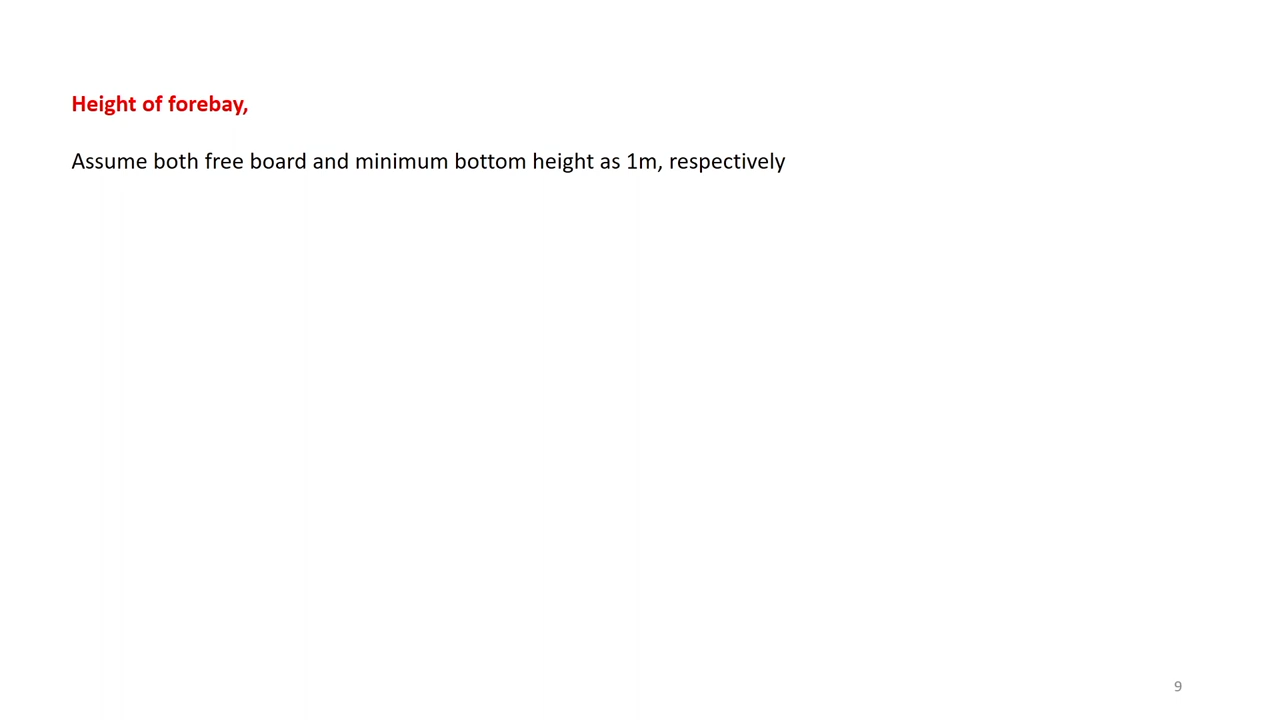 Height of forebay,
Assume both free board and minimum bottom height as 1m, respectively
9